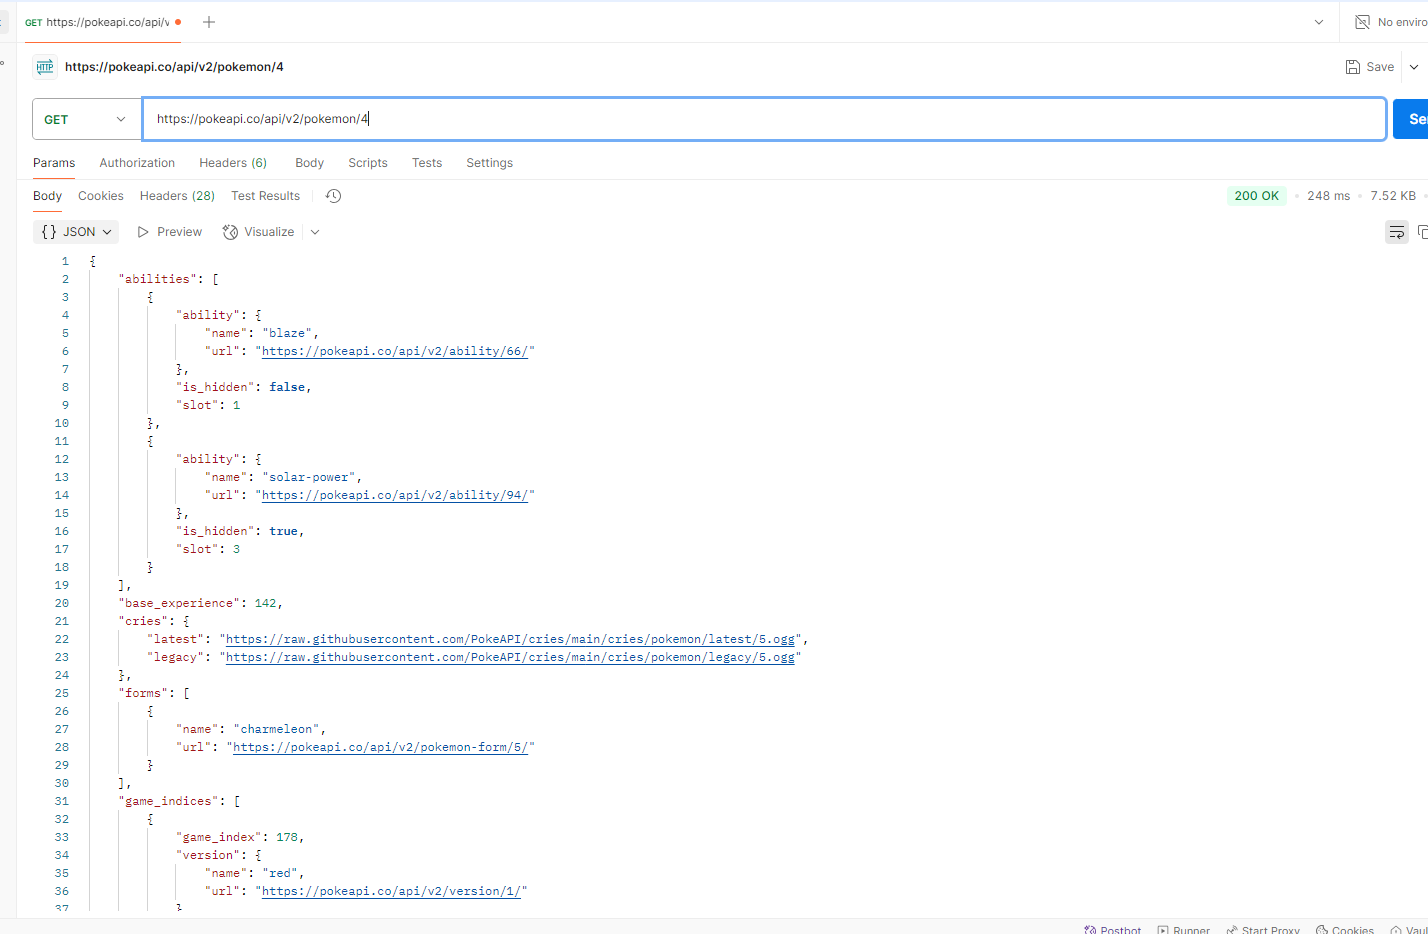 GET https://pokeapi.co/api/v
No enviro
HTTP https://pokeapi.co/api/v2/pokemon/4
Save
GET https://pokeapi.co/api/v2/pokemon/4
Se
Params Authorization Headers (6) Body Scripts Tests Settings
Body Cookies Headers (28) Test Results 200 OK 248 ms 7.52 KB
{} JSON Preview Visualize
1 {
2 "abilities": [
3 {
4 "ability": {
5 "name": "blaze",
6 "url": "https://pokeapi.co/api/v2/ability/66/"
7 },
8 "is_hidden": false,
9 "slot": 1
10 },
11 {
12 "ability": {
13 "name": "solar-power",
14 "url": "https://pokeapi.co/api/v2/ability/94/"
15 },
16 "is_hidden": true,
17 "slot": 3
18 }
19 ],
20 "base_experience": 142,
21 "cries": {
22 "latest": "https://raw.githubusercontent.com/PokeAPI/cries/main/cries/pokemon/latest/5.ogg",
23 "legacy": "https://raw.githubusercontent.com/PokeAPI/cries/main/cries/pokemon/legacy/5.ogg"
24 },
25 "forms": [
26 {
27 "name": "charmeleon",
28 "url": "https://pokeapi.co/api/v2/pokemon-form/5/"
29 }
30 ],
31 "game_indices": [
32 {
33 "game_index": 178,
34 "version": {
35 "name": "red",
36 "url": "https://pokeapi.co/api/v2/version/1/"
37 }
Postbot Runner Start Proxy Cookies Vaul